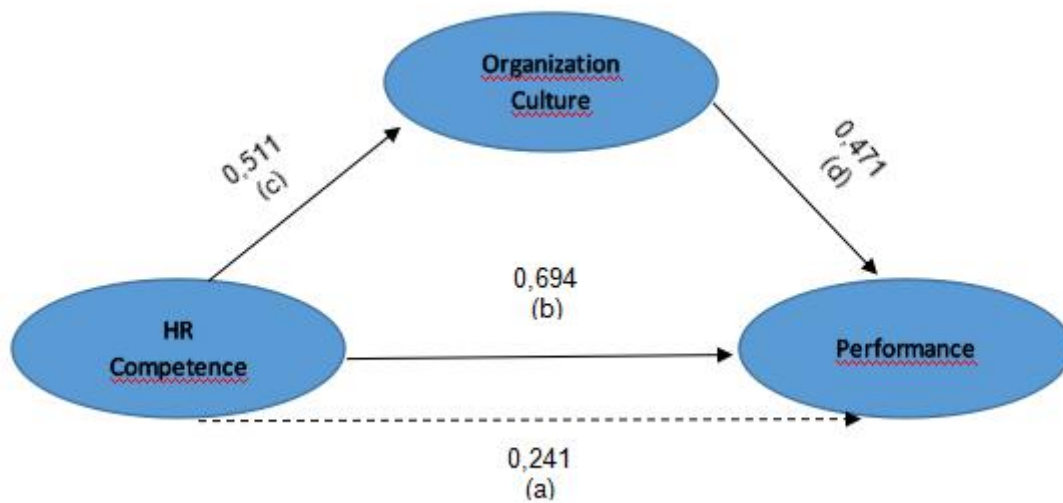 Organization
Culture
0,511
(c)
0,471
(d)
HR
Competence
0,694
(b)
Performance
0,241
(a)